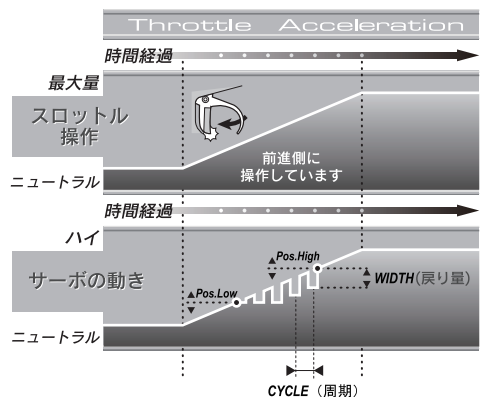 Throttle Acceleration
時間経過
最大量
スロットル
操作
前進側に
操作しています
ニュートラル
時間経過
ハイ
Pos.High
サーボの動き
WIDTH(戻り量)
Pos.Low
ニュートラル
CYCLE（周期）